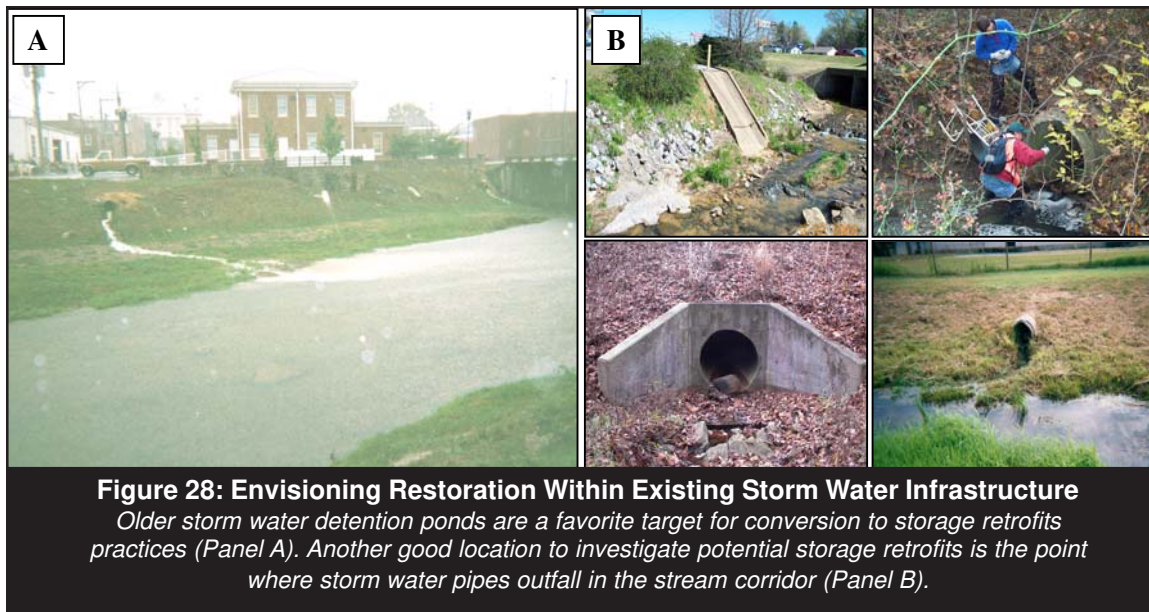 A
B
Figure 28: Envisioning Restoration Within Existing Storm Water Infrastructure
Older storm water detention ponds are a favorite target for conversion to storage retrofits
practices (Panel A). Another good location to investigate potential storage retrofits is the point
where storm water pipes outfall in the stream corridor (Panel B).